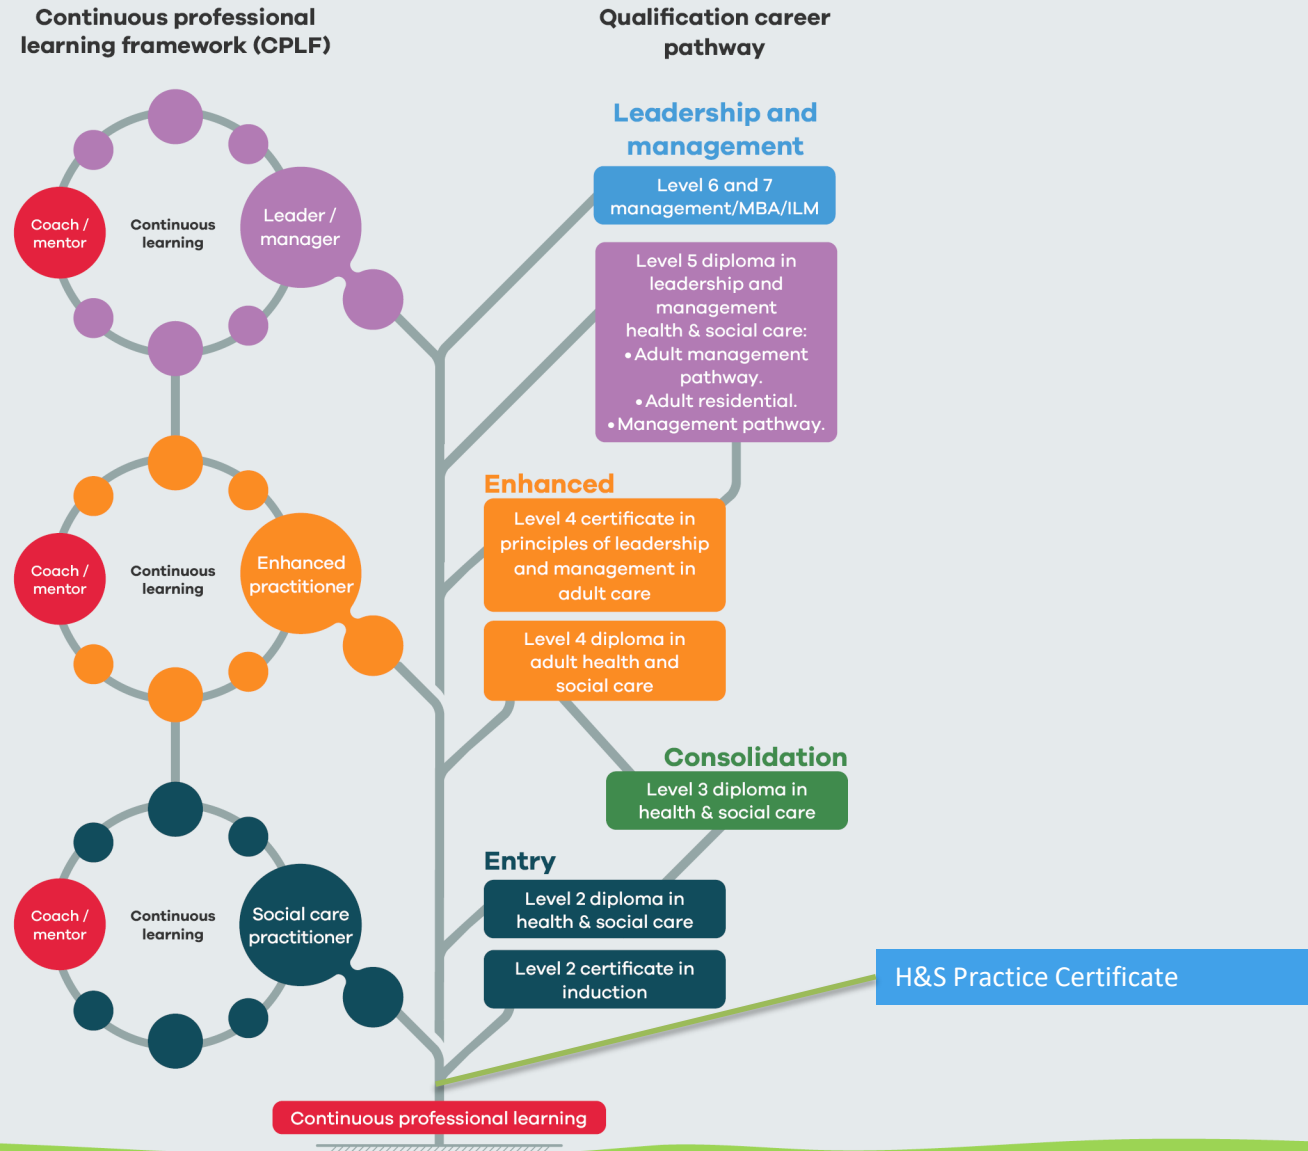 Continuous professional
learning framework (CPLF)
Qualification career
pathway
Leadership and
management
Level 6 and 7
management/MBA/ILM
Coach /
mentor
Continuous
learning
Leader /
manager
Level 5 diploma in
leadership and
management
health & social care:
• Adult management
pathway.
• Adult residential.
• Management pathway.
Enhanced
Level 4 certificate in
principles of leadership
and management in
adult care
Coach /
mentor
Continuous
learning
Enhanced
practitioner
Level 4 diploma in
adult health and
social care
Consolidation
Level 3 diploma in
health & social care
Entry
Level 2 diploma in
health & social care
Coach /
mentor
Continuous
learning
Social care
practitioner
Level 2 certificate in
induction
H&S Practice Certificate
Continuous professional learning